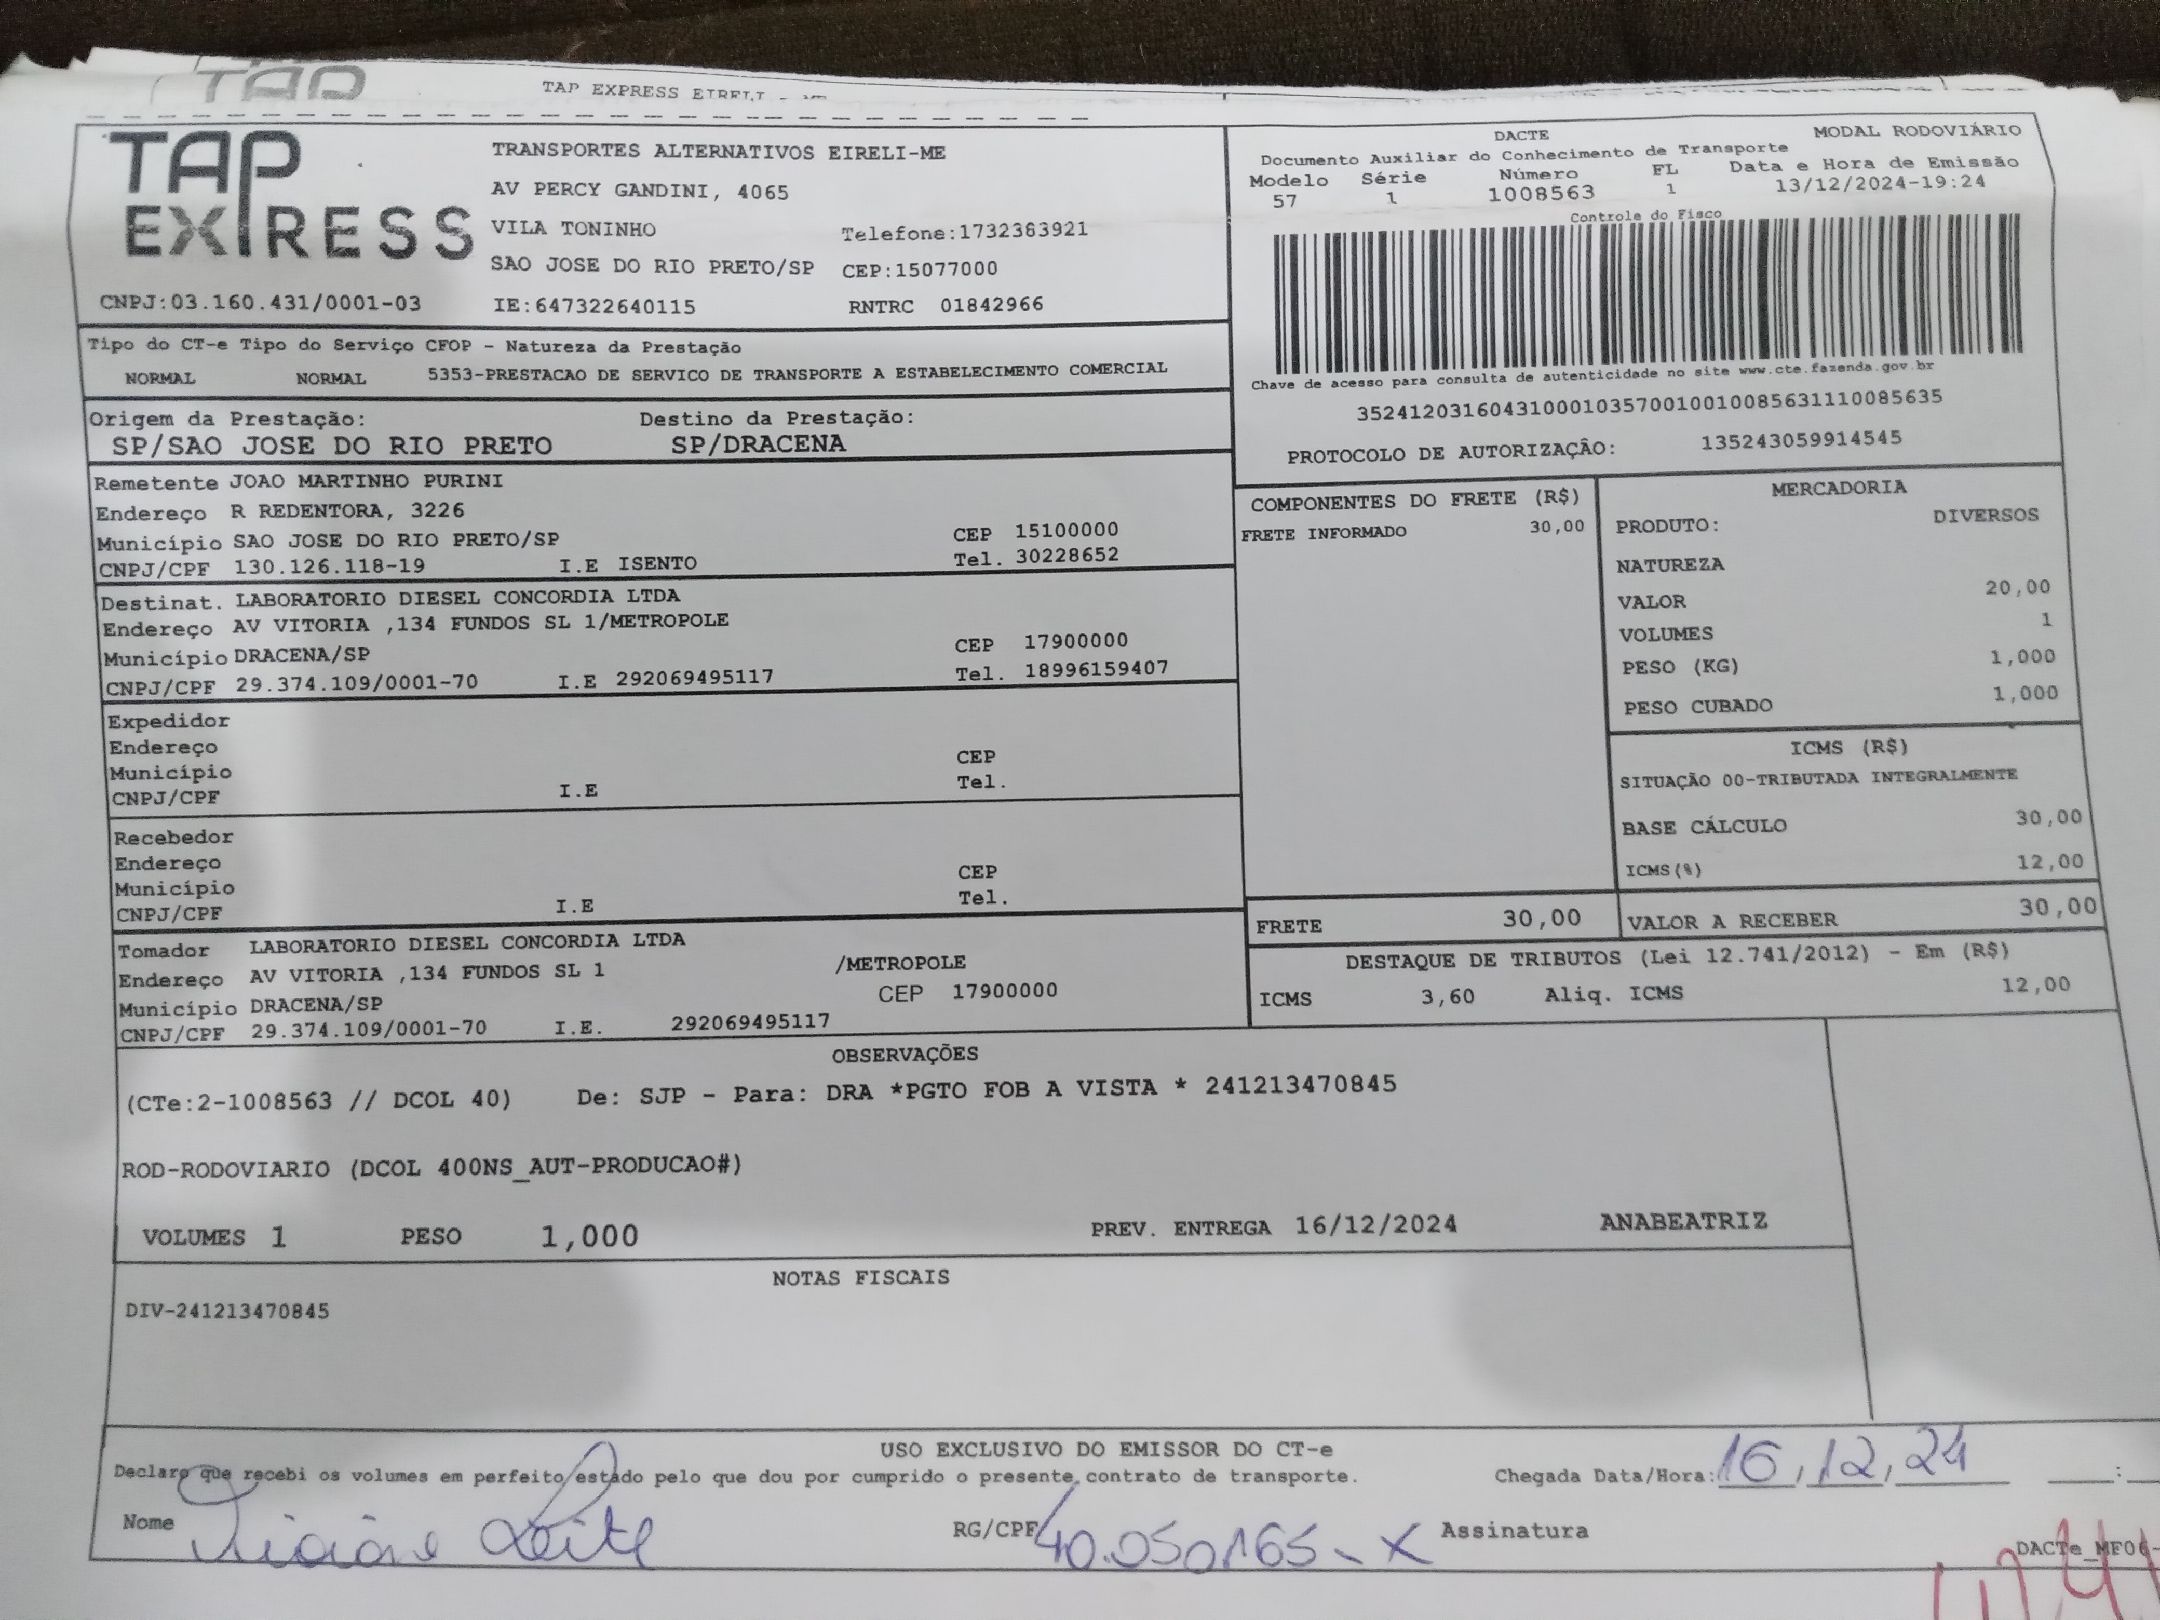 TAP
TAP EXPRESS EIRELI - ME
TAP
EXPRESS
CNPJ:03.160.431/0001-03
TRANSPORTES ALTERNATIVOS EIRELI-ME
AV PERCY GANDINI, 4065
VILA TONINHO Telefone:1732363921
SAO JOSE DO RIO PRETO/SP CEP:15077000
IE:647322640115 RNTRC 01842966
DACTE MODAL RODOVIÁRIO
Documento Auxiliar do Conhecimento de Transporte
Modelo Série Número FL Data e Hora de Emissão
57 1 1008563 1 13/12/2024-19:24
Controle do Fisco
Chave de acesso para consulta de autenticidade no site www.cte.fazenda.gov.br
35241203160431000103570010010085631110085635
PROTOCOLO DE AUTORIZAÇÂO: 135243059914545
Tipo do CT-e Tipo do Serviço CFOP - Natureza da Prestação
NORMAL NORMAL 5353-PRESTACAO DE SERVICO DE TRANSPORTE A ESTABELECIMENTO COMERCIAL
Origem da Prestação: Destino da Prestação:
SP/SAO JOSE DO RIO PRETO SP/DRACENA
Remetente JOAO MARTINHO PURINI
Endereço R REDENTORA, 3226
Município SAO JOSE DO RIO PRETO/SP CEP 15100000
CNPJ/CPF 130.126.118-19 I.E ISENTO Tel. 30228652
Destinat. LABORATORIO DIESEL CONCORDIA LTDA
Endereço AV VITORIA ,134 FUNDOS SL 1/METROPOLE
Município DRACENA/SP CEP 17900000
CNPJ/CPF 29.374.109/0001-70 I.E 292069495117 Tel. 18996159407
Expedidor
Endereço
Município CEP
CNPJ/CPF I.E Tel.
Recebedor
Endereço
Município CEP
CNPJ/CPF I.E Tel.
Tomador LABORATORIO DIESEL CONCORDIA LTDA
Endereço AV VITORIA ,134 FUNDOS SL 1 /METROPOLE
Município DRACENA/SP CEP 17900000
CNPJ/CPF 29.374.109/0001-70 I.E. 292069495117
COMPONENTES DO FRETE (R$)
FRETE INFORMADO 30,00
MERCADORIA
PRODUTO: DIVERSOS
NATUREZA
VALOR 20,00
VOLUMES 1
PESO (KG) 1,000
PESO CUBADO 1,000
ICMS (R$)
SITUAÇÃO 00-TRIBUTADA INTEGRALMENTE
BASE CÁLCULO 30,00
ICMS(%) 12,00
FRETE 30,00 VALOR A RECEBER 30,00
DESTAQUE DE TRIBUTOS (Lei 12.741/2012) - Em (R$)
ICMS 3,60 Aliq. ICMS 12,00
OBSERVAÇÕES
(CTe:2-1008563 // DCOL 40) De: SJP - Para: DRA *PGTO FOB A VISTA * 241213470845
ROD-RODOVIARIO (DCOL 400NS_AUT-PRODUCAO#)
VOLUMES 1 PESO 1,000 PREV. ENTREGA 16/12/2024 ANABEATRIZ
NOTAS FISCAIS
DIV-241213470845
USO EXCLUSIVO DO EMISSOR DO CT-e
Declaro que recebi os volumes em perfeito estado pelo que dou por cumprido o presente contrato de transporte. Chegada Data/Hora: 16,12,24 :
Nome Leite RG/CPF 40.050.165-X Assinatura
DACTe_MF06-